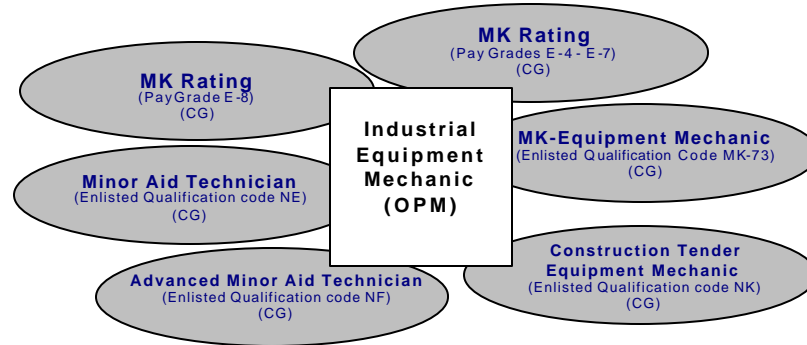 MK Rating
(Pay Grades E-4 - E-7)
(CG)
MK Rating
(Pay Grade E-8)
(CG)
Industrial
Equipment
Mechanic
(OPM)
MK-Equipment Mechanic
(Enlisted Qualification Code MK-73)
(CG)
Minor Aid Technician
(Enlisted Qualification code NE)
(CG)
Construction Tender
Equipment Mechanic
(Enlisted Qualification code NK)
(CG)
Advanced Minor Aid Technician
(Enlisted Qualification code NF)
(CG)